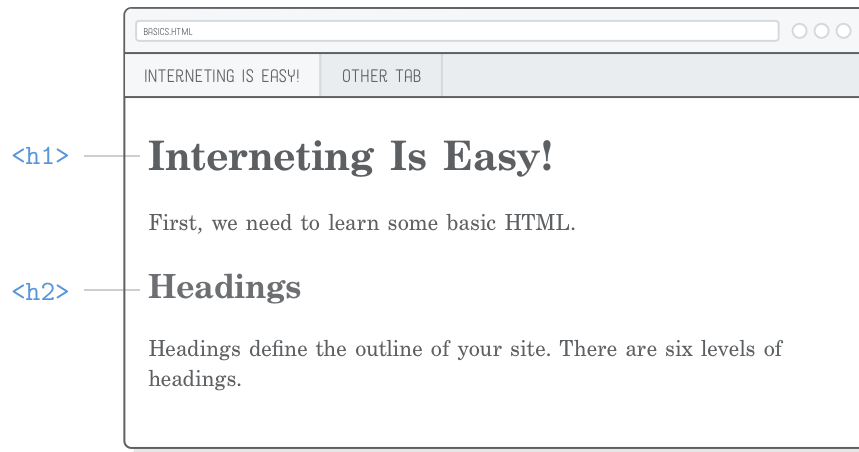 BASICS.HTML
INTERNETING IS EASY! OTHER TAB
<h1> Interneting Is Easy!
First, we need to learn some basic HTML.
<h2> Headings
Headings define the outline of your site. There are six levels of
headings.